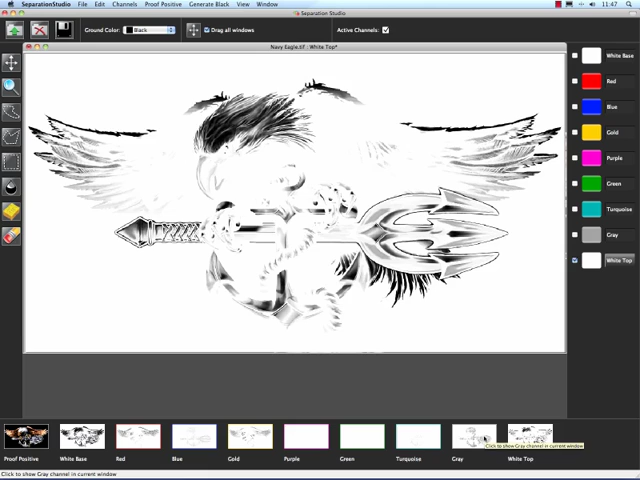 SeparationStudio File Edit Channels Proof Positive Generate Black View Window 11:47
Separation Studio
Ground Color: Black Drag all windows Active Channels:
Navy Eagle.tif : White Top*
White Base
Red
Blue
Gold
Purple
Green
Turquoise
Gray
White Top
Click to show Gray channel in current window
Proof Positive White Base Red Blue Gold Purple Green Turquoise Gray White Top
Click to show Gray channel in current window